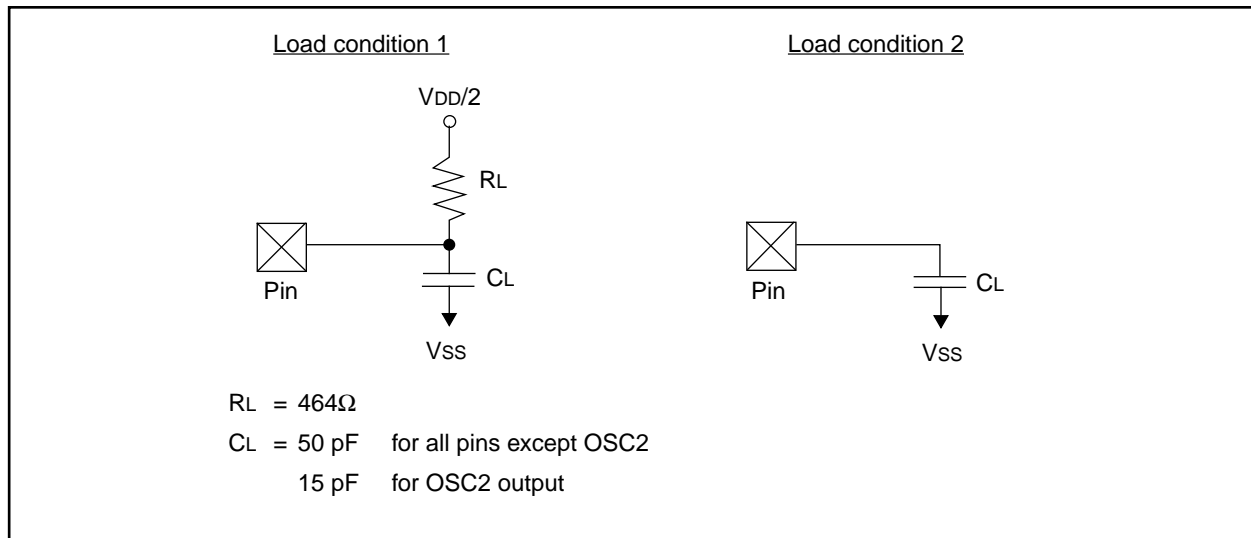 Load condition 1
Load condition 2
VDD/2
RL
Pin
CL
VSS
Pin
CL
VSS
RL = 464Ω
CL = 50 pF for all pins except OSC2
15 pF for OSC2 output